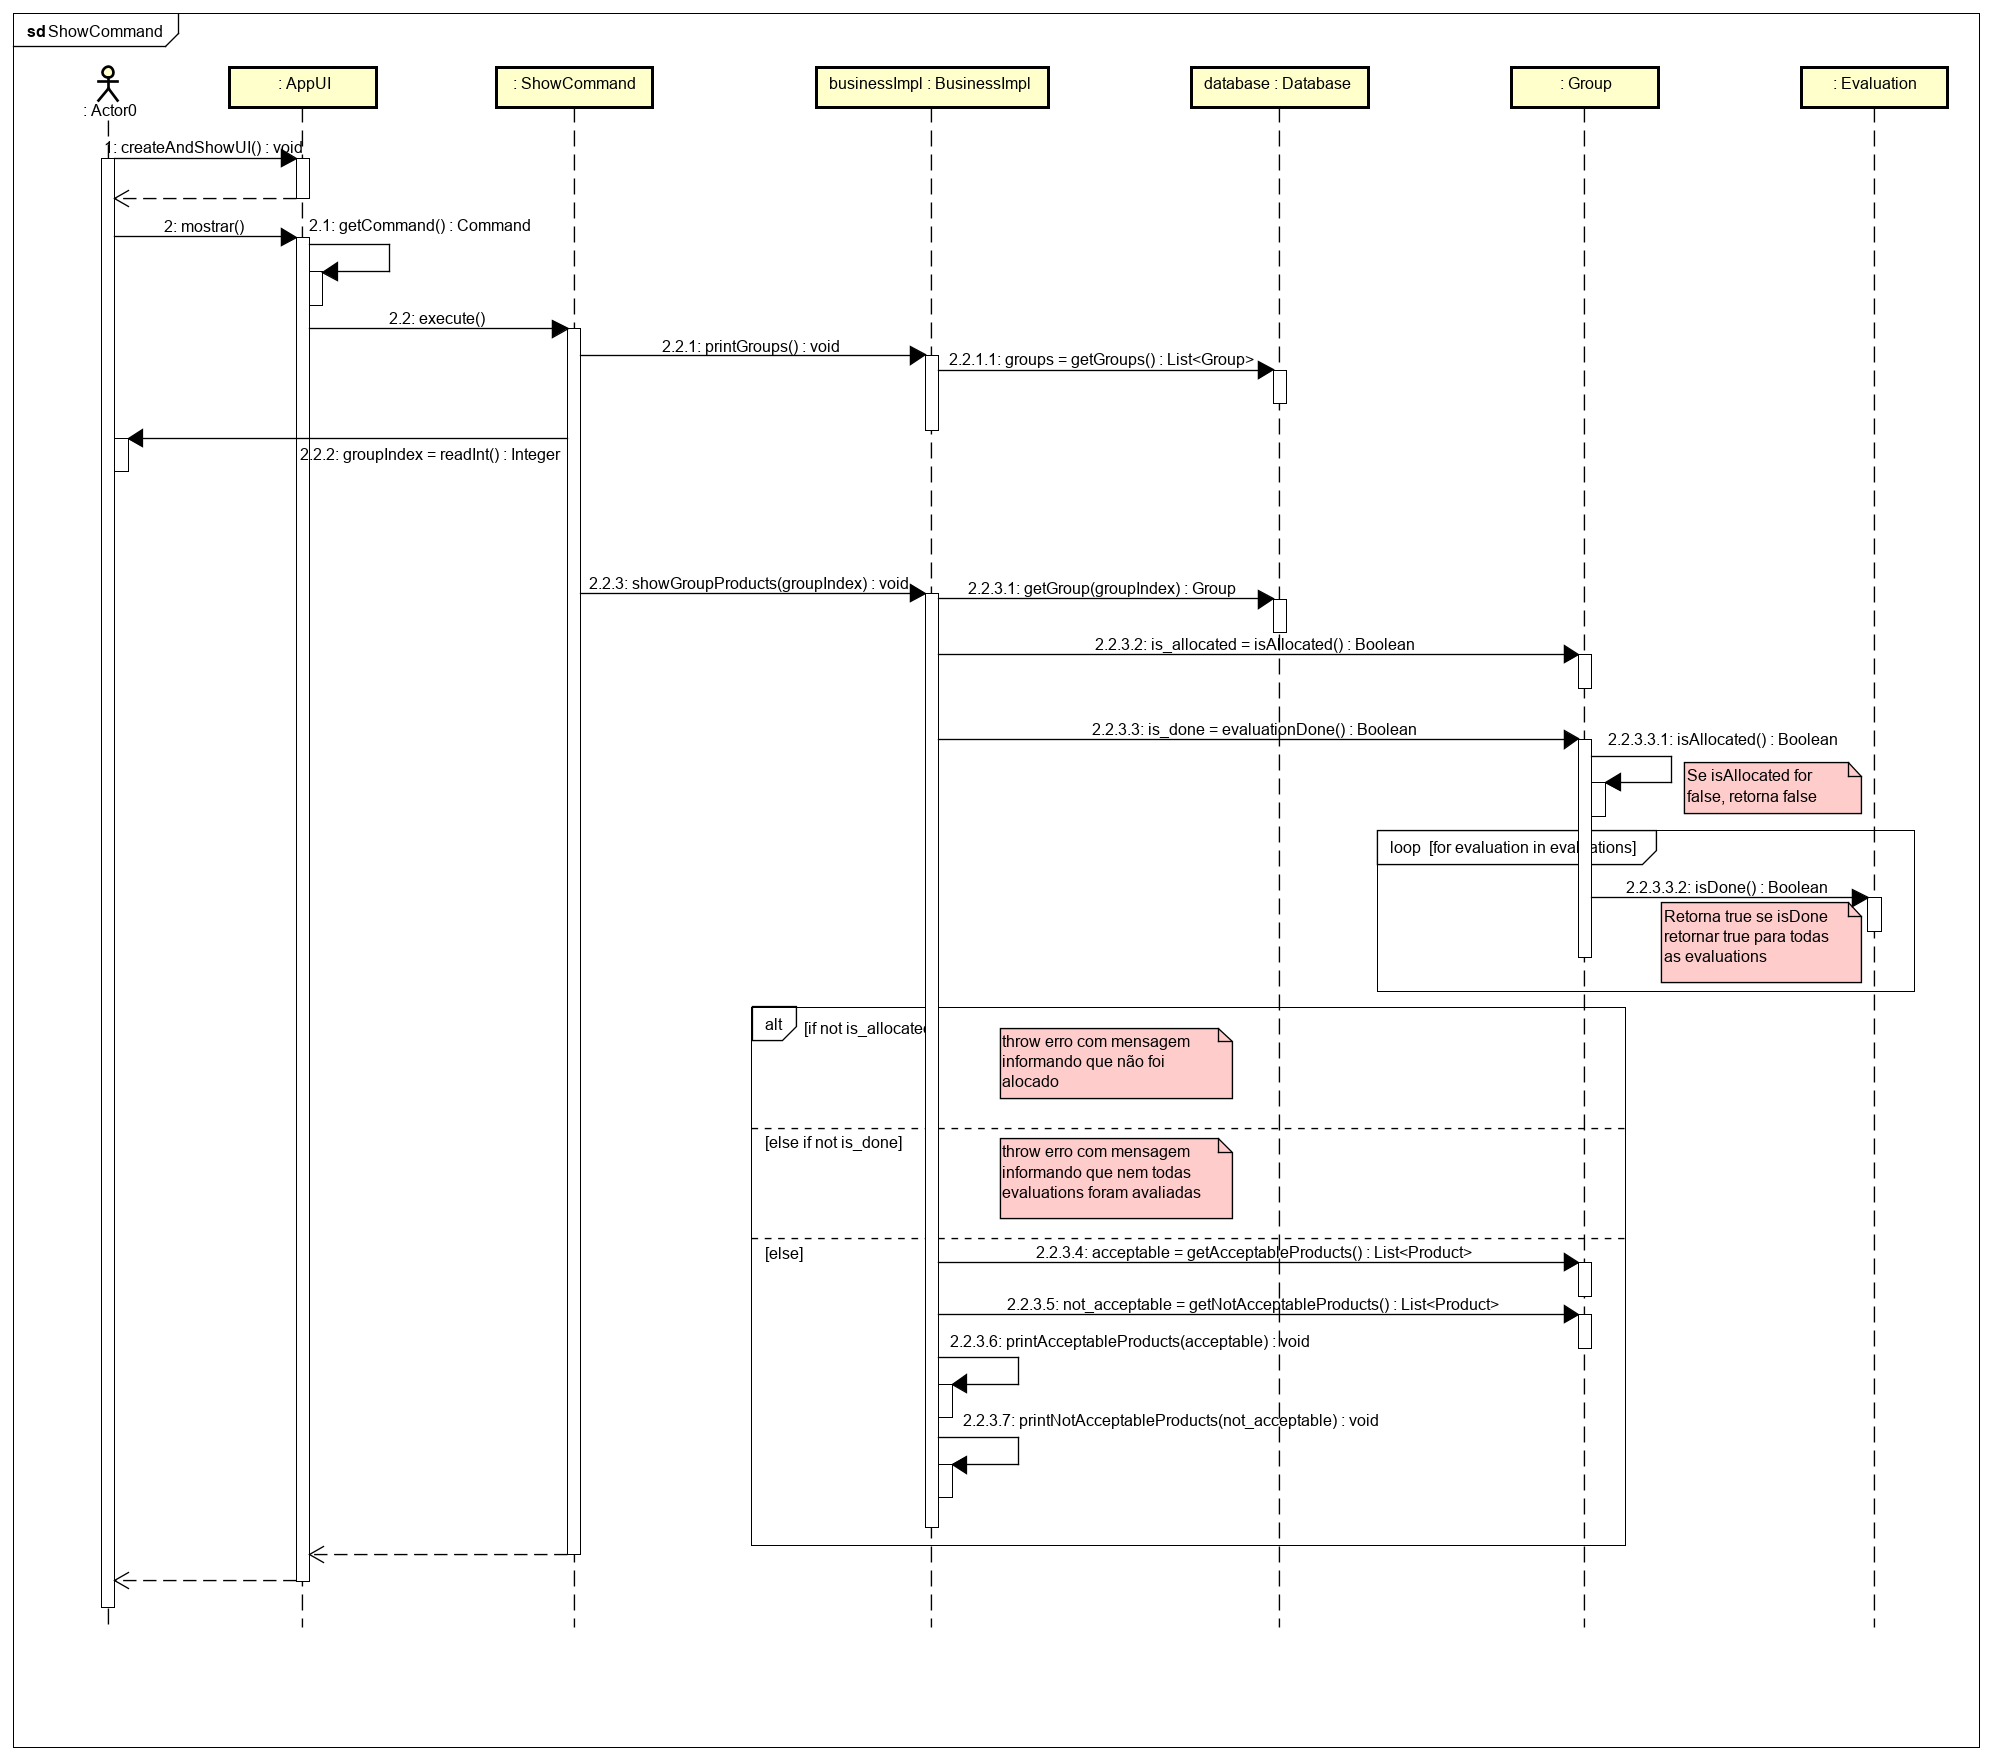 sd ShowCommand
: Actor0
: AppUI
: ShowCommand
businessImpl : BusinessImpl
database : Database
: Group
: Evaluation
1: createAndShowUI() : void
2: mostrar()
2.1: getCommand() : Command
2.2: execute()
2.2.1: printGroups() : void
2.2.1.1: groups = getGroups() : List<Group>
2.2.2: groupIndex = readInt() : Integer
2.2.3: showGroupProducts(groupIndex) : void
2.2.3.1: getGroup(groupIndex) : Group
2.2.3.2: is_allocated = isAllocated() : Boolean
2.2.3.3: is_done = evaluationDone() : Boolean
2.2.3.3.1: isAllocated() : Boolean
Se isAllocated for
false, retorna false
loop [for evaluation in evaluations]
2.2.3.3.2: isDone() : Boolean
Retorna true se isDone
retornar true para todas
as evaluations
alt
[if not is_allocated
throw erro com mensagem
informando que não foi
alocado
[else if not is_done]
throw erro com mensagem
informando que nem todas
evaluations foram avaliadas
[else]
2.2.3.4: acceptable = getAcceptableProducts() : List<Product>
2.2.3.5: not_acceptable = getNotAcceptableProducts() : List<Product>
2.2.3.6: printAcceptableProducts(acceptable) : void
2.2.3.7: printNotAcceptableProducts(not_acceptable) : void